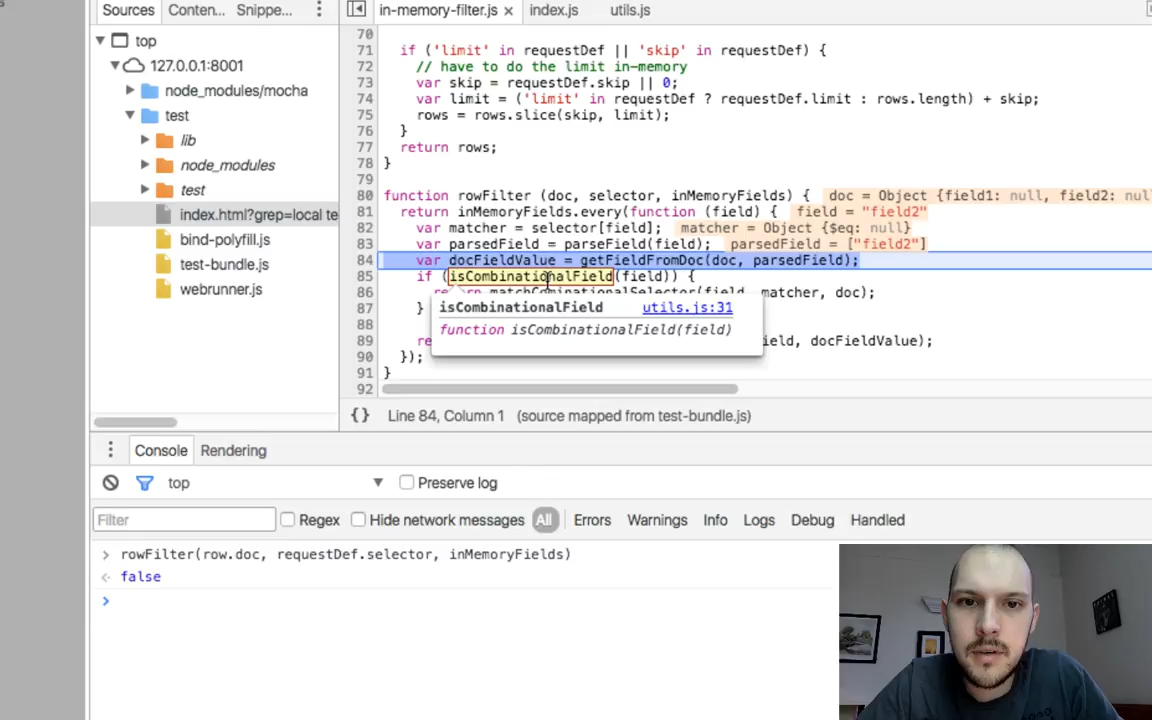 Sources Conten... Snippe...
top
127.0.0.1:8001
node_modules/mocha
test
lib
node_modules
test
index.html?grep=local te
bind-polyfill.js
test-bundle.js
webrunner.js
in-memory-filter.js × index.js utils.js
70
71 if ('limit' in requestDef || 'skip' in requestDef) {
72 // have to do the limit in-memory
73 var skip = requestDef.skip || 0;
74 var limit = ('limit' in requestDef ? requestDef.limit : rows.length) + skip;
75 rows = rows.slice(skip, limit);
76 }
77 return rows;
78 }
79
80 function rowFilter (doc, selector, inMemoryFields) { doc = Object {field1: null, field2: nul
81 return inMemoryFields.every(function (field) { field = "field2"
82 var matcher = selector[field]; matcher = Object {$eq: null}
83 var parsedField = parseField(field); parsedField = ["field2"]
84 var docFieldValue = getFieldFromDoc(doc, parsedField);
85 if (isCombinationalField(field)) {
86 matchCombinationalSelector(field, matcher, doc);
87 }
88
89 re ield, docFieldValue);
90 });
91 }
92
isCombinationalField utils.js:31
function isCombinationalField(field)
{} Line 84, Column 1 (source mapped from test-bundle.js)
Console Rendering
top Preserve log
Filter Regex Hide network messages All Errors Warnings Info Logs Debug Handled
> rowFilter(row.doc, requestDef.selector, inMemoryFields)
false
>